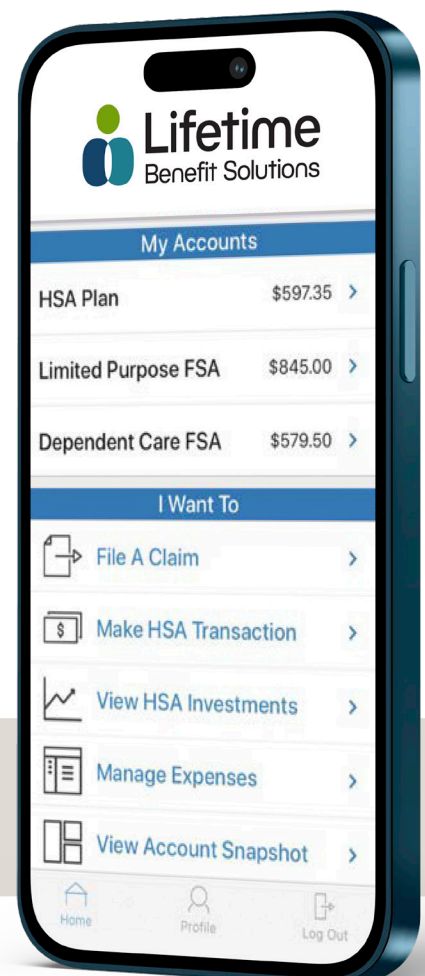 Lifetime
Benefit Solutions
My Accounts
HSA Plan $597.35 >
Limited Purpose FSA $845.00 >
Dependent Care FSA $579.50 >
I Want To
File A Claim >
$ Make HSA Transaction >
View HSA Investments >
Manage Expenses >
View Account Snapshot >
Home Profile Log Out